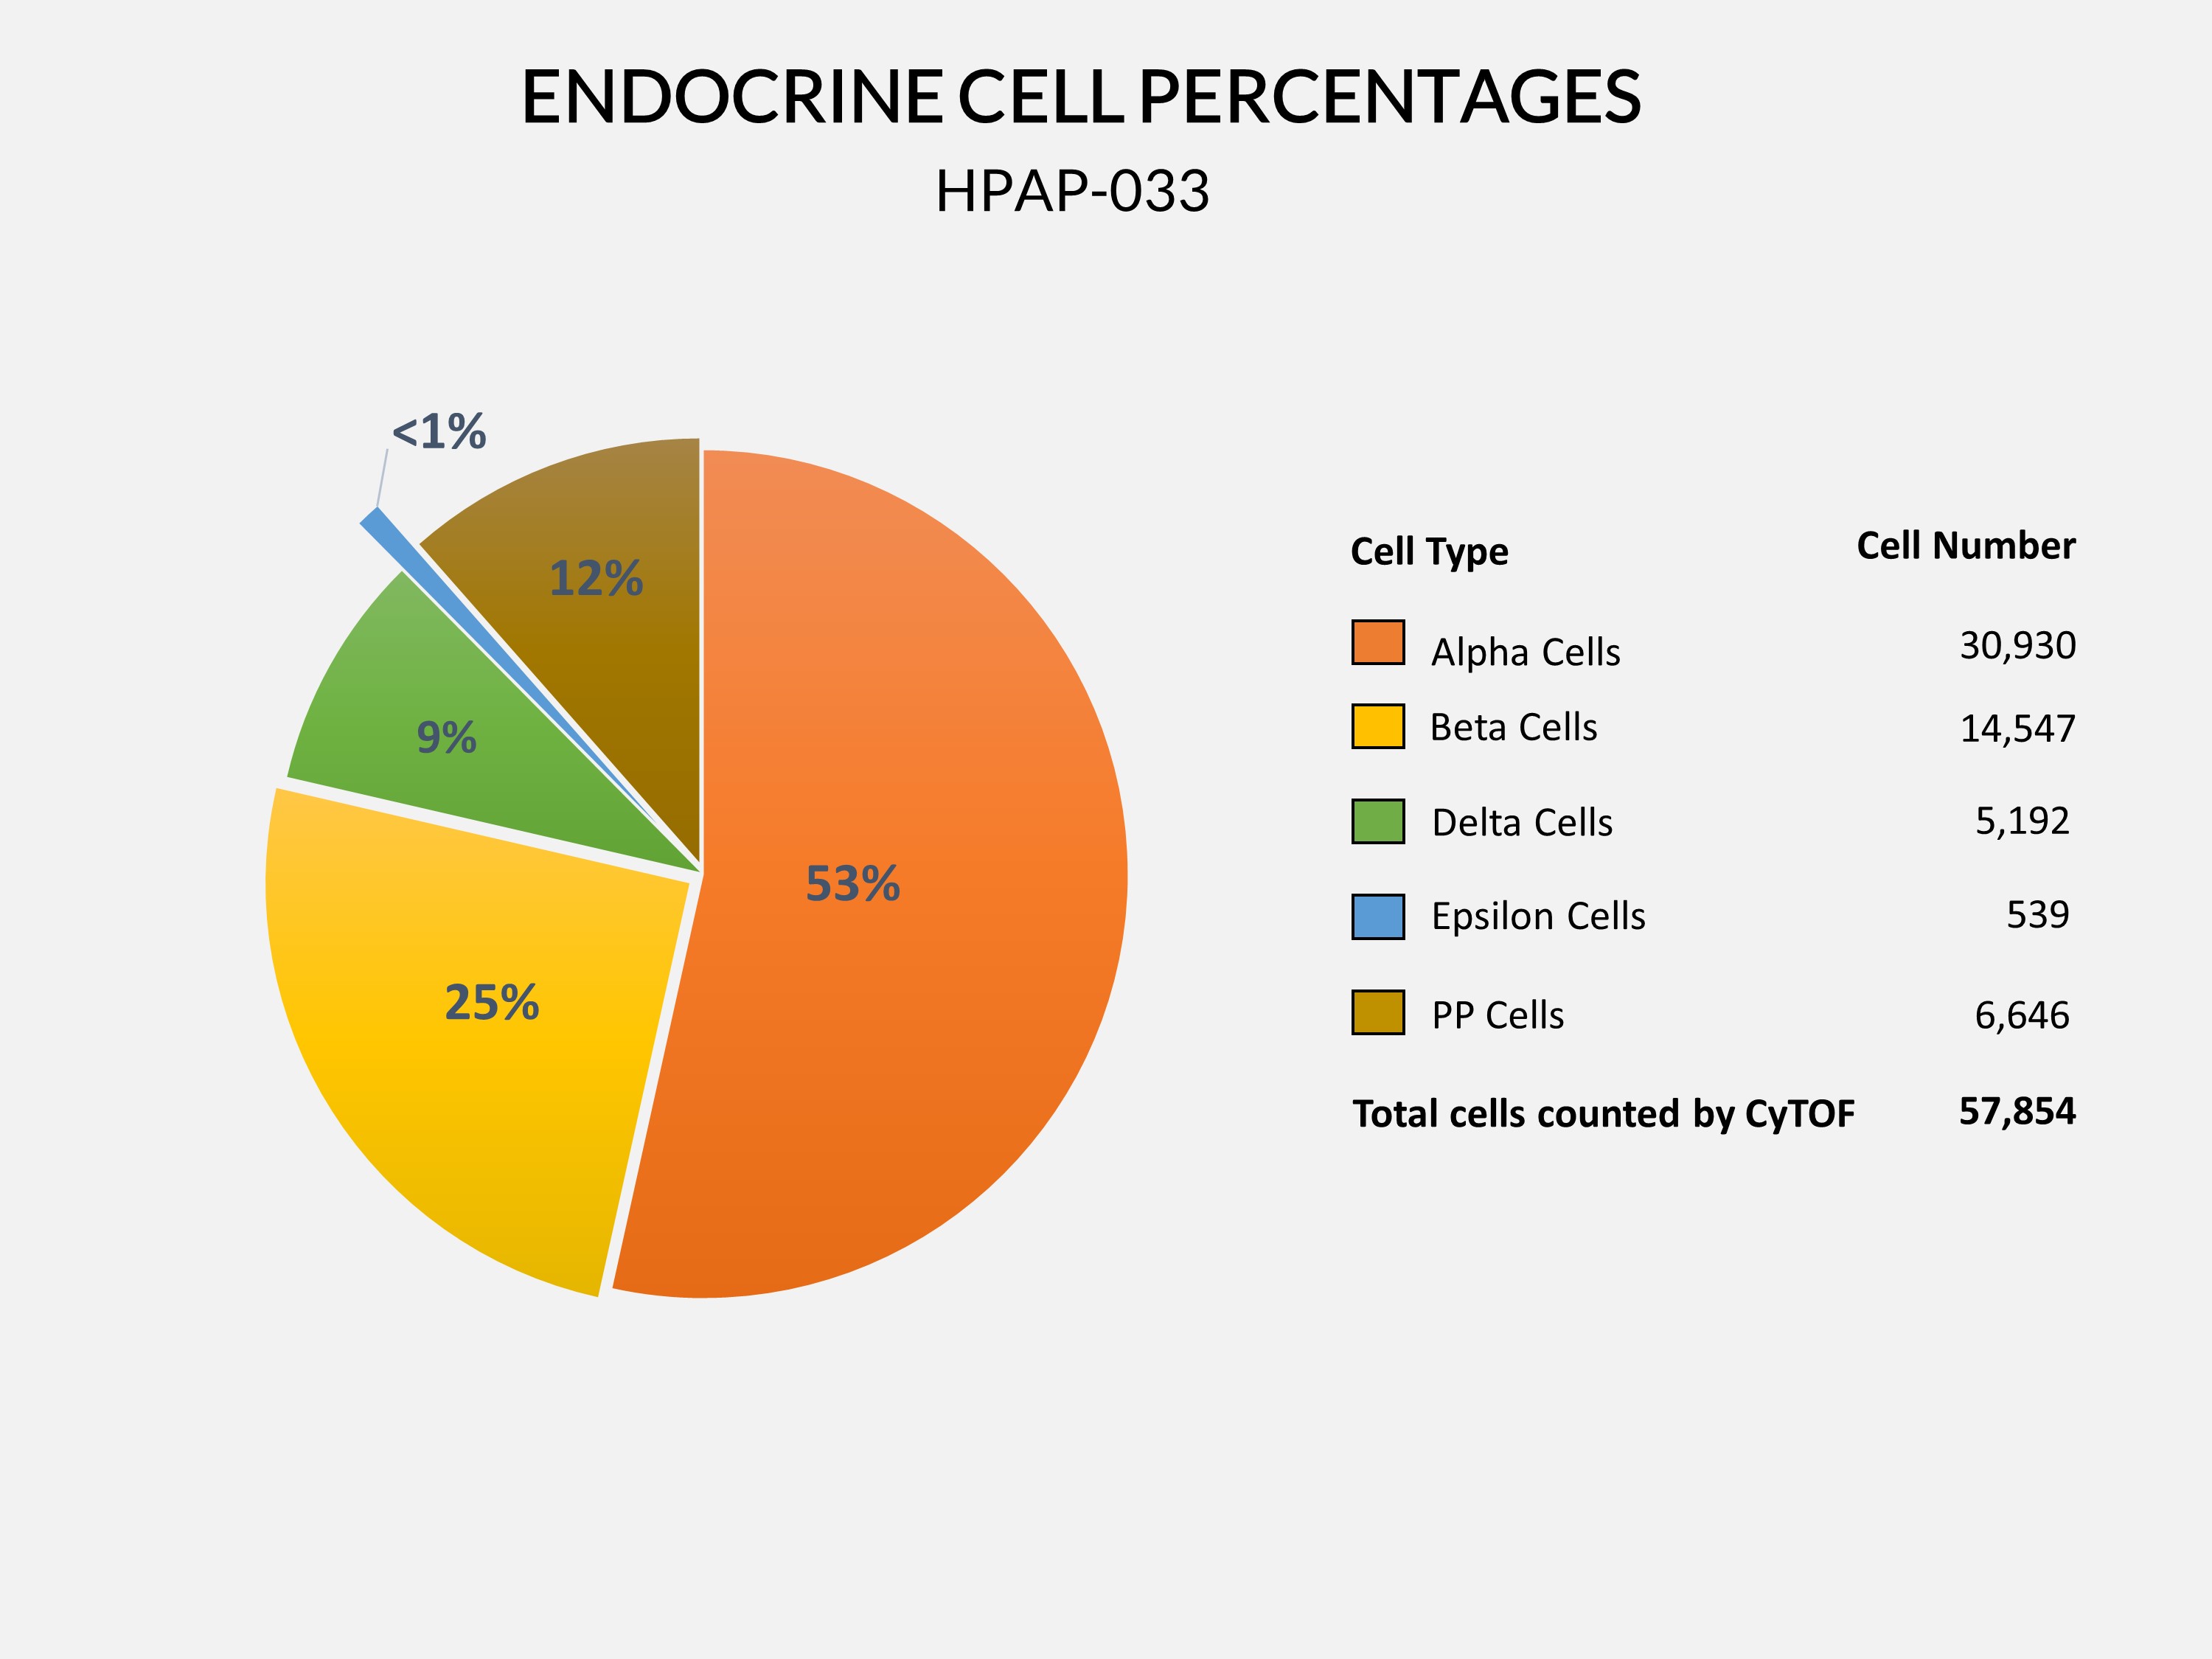 ENDOCRINE CELL PERCENTAGES
HPAP-033
<1%
12%
9%
53%
25%
Cell Type Cell Number
Alpha Cells 30,930
Beta Cells 14,547
Delta Cells 5,192
Epsilon Cells 539
PP Cells 6,646
Total cells counted by CyTOF 57,854